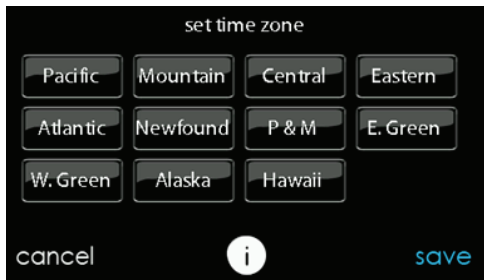 set time zone
Pacific Mountain Central Eastern
Atlantic Newfound P & M E. Green
W. Green Alaska Hawaii
cancel i save